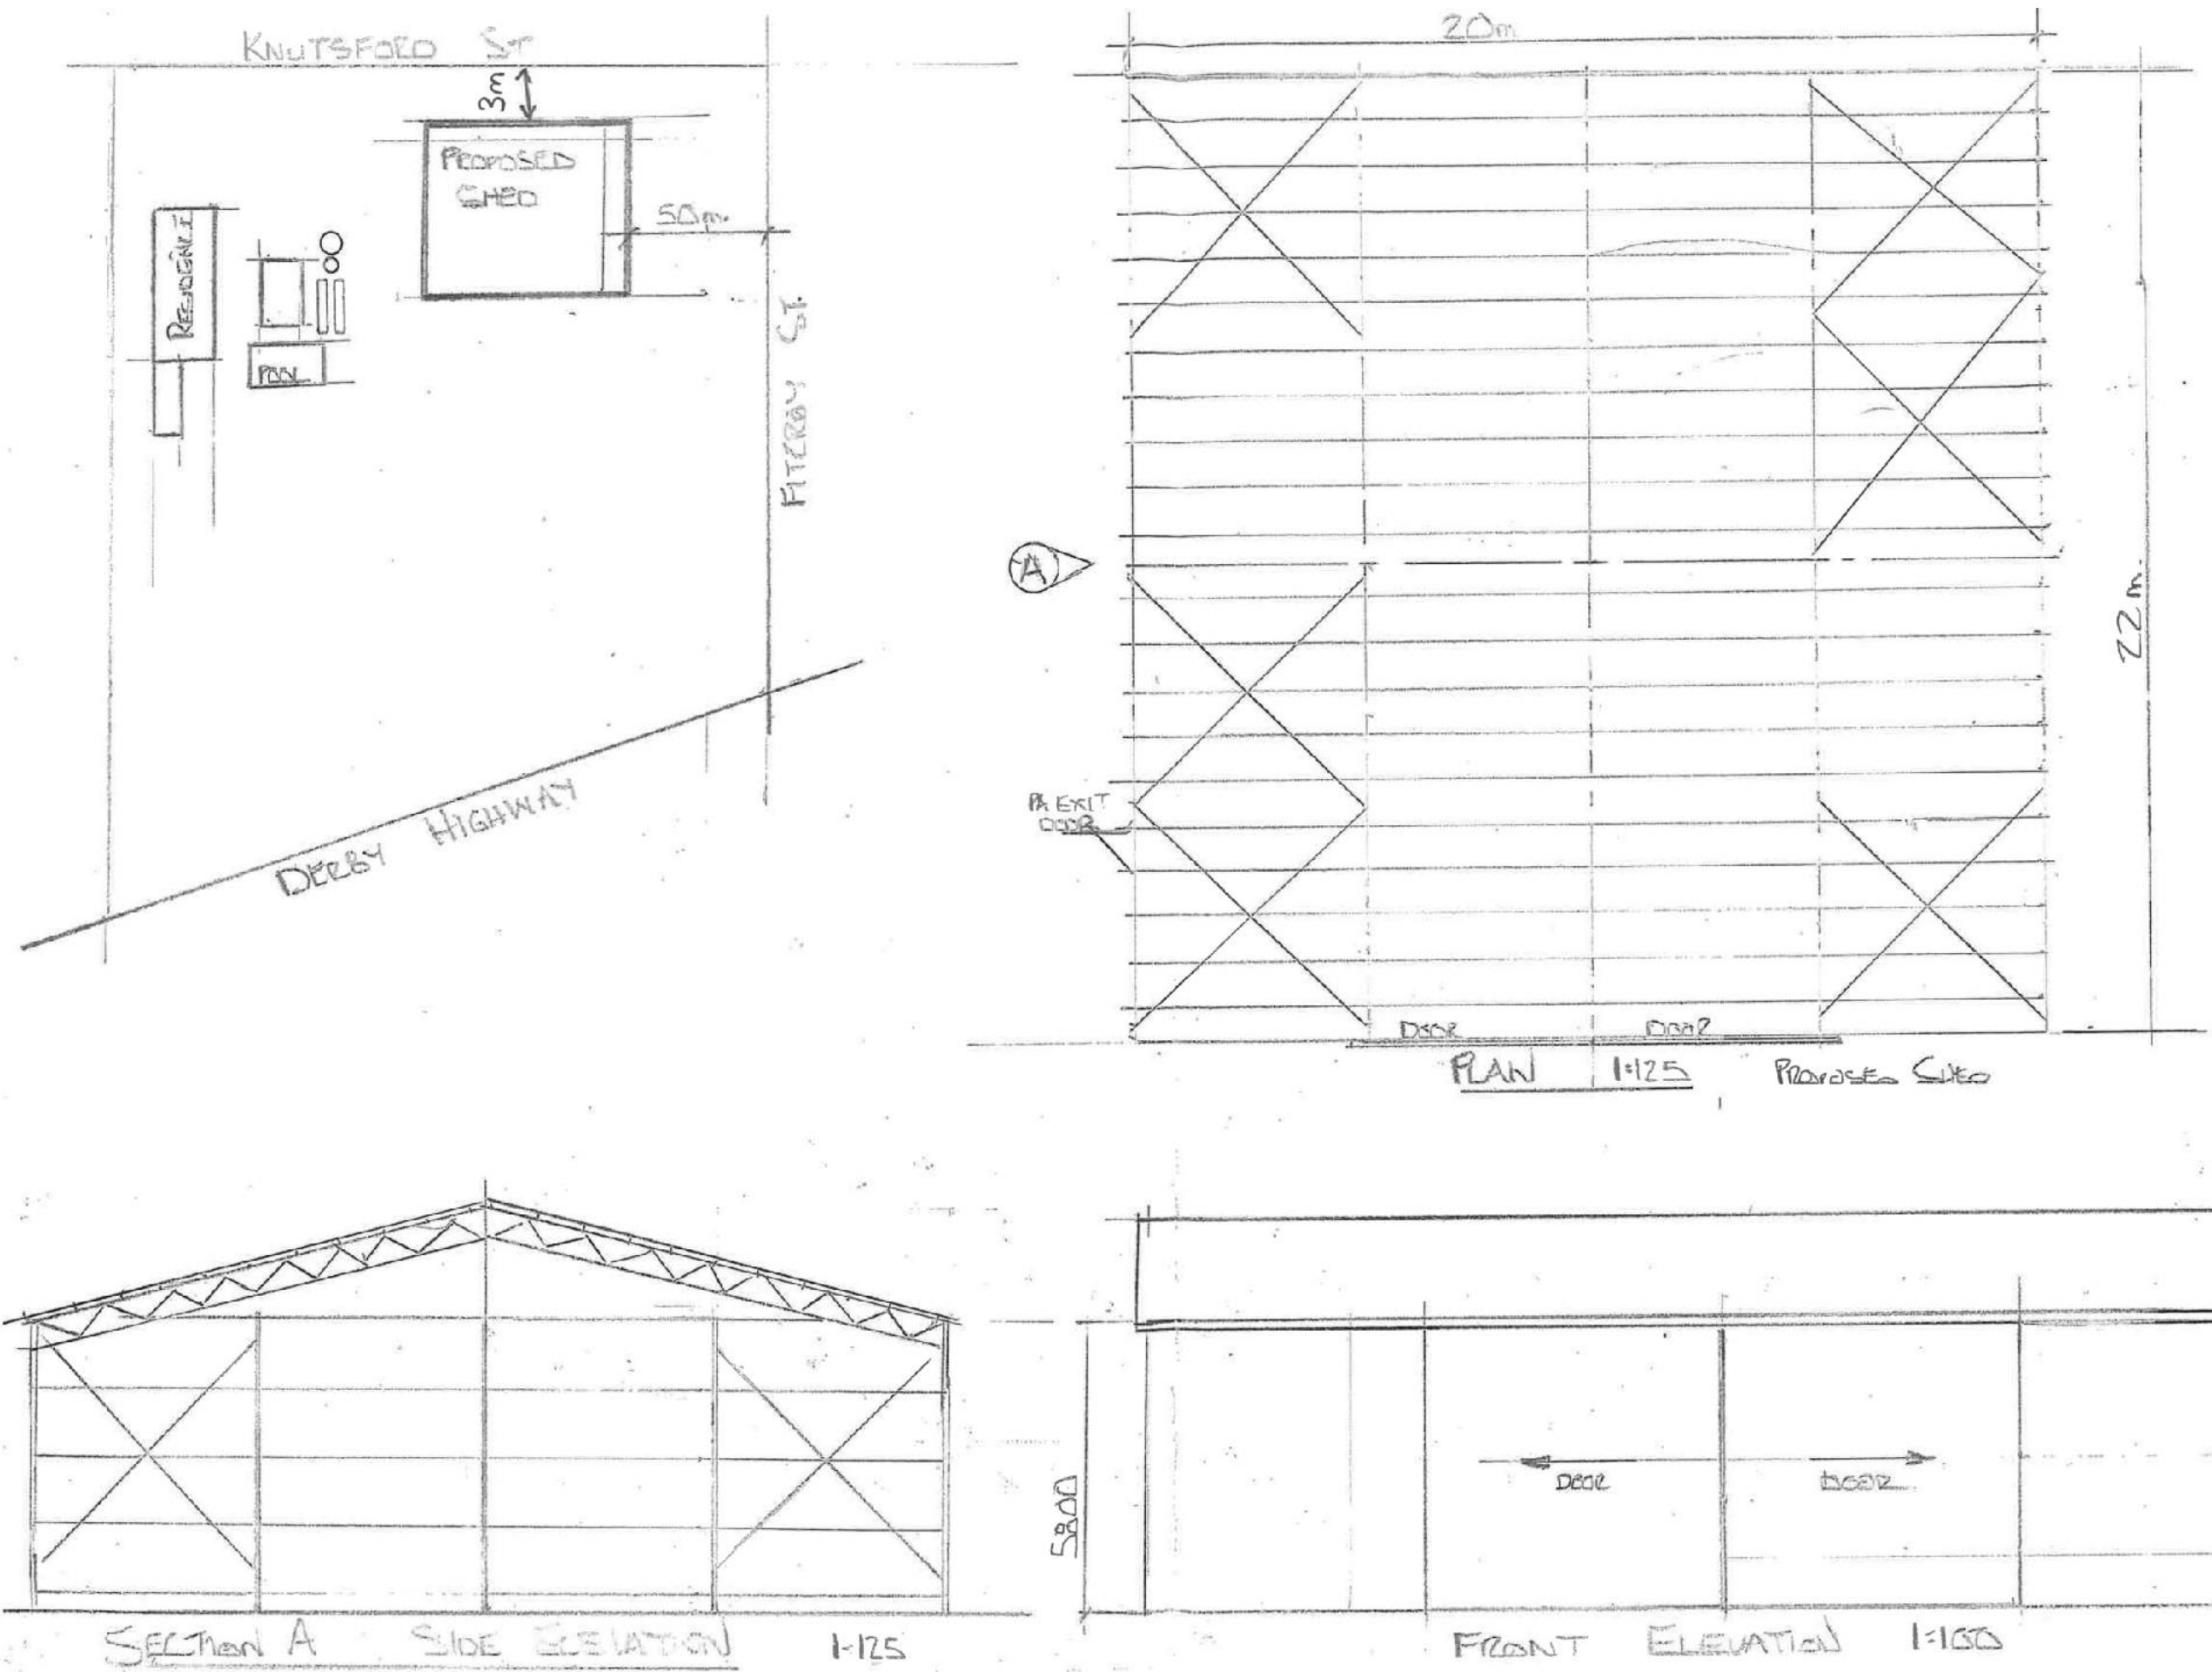 KNUTSFORD ST
3m
PROPOSED
SHED
50m.
RESIDENCE
POOL
FITZROY ST.
DERBY HIGHWAY
20m
22m.
A
PA EXIT
DOOR
DOOR DOOR
PLAN 1:125 PROPOSED SHED
SECTION A SIDE ELEVATION 1:125
5800
DOOR DOOR
FRONT ELEVATION 1:100